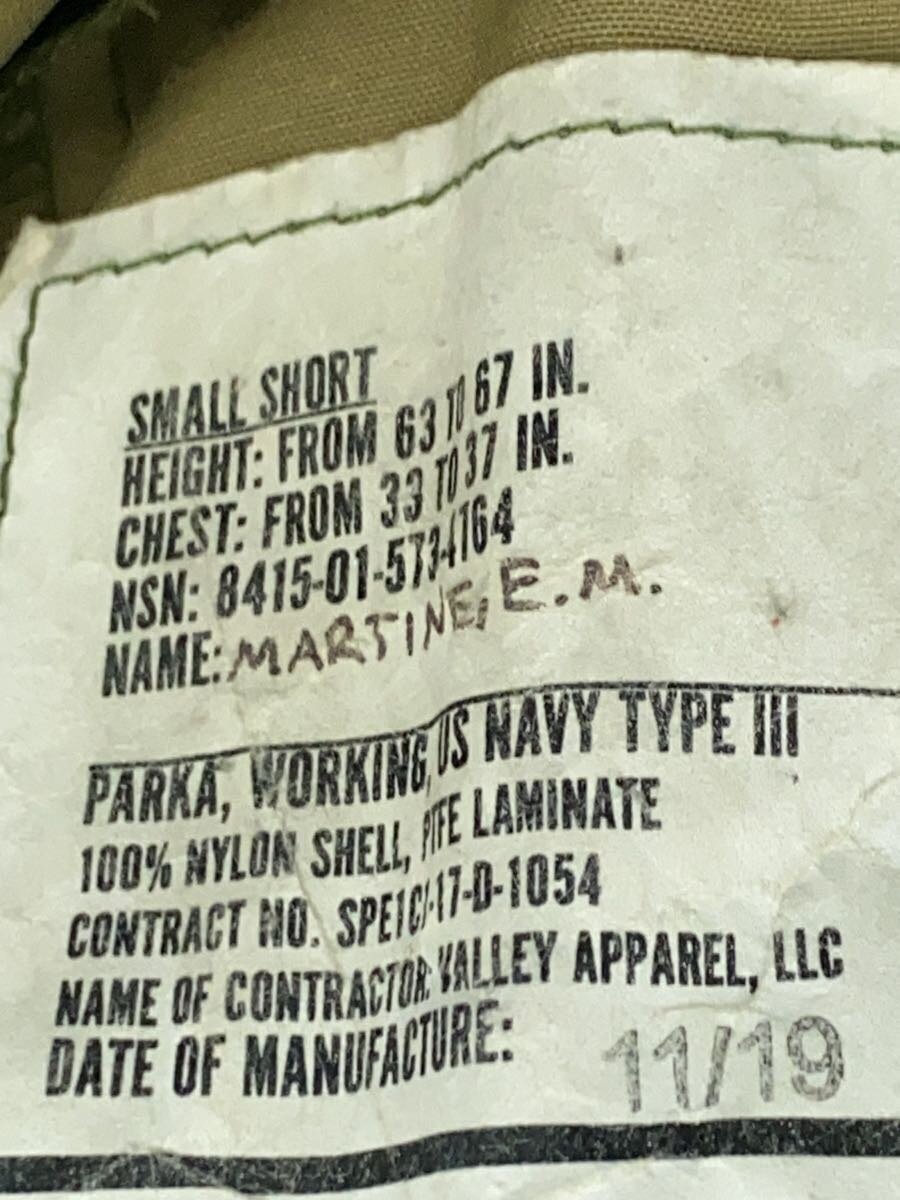 SMALL SHORT
HEIGHT: FROM 63 TO 67 IN.
CHEST: FROM 33 TO 37 IN.
NSN: 8415-01-573-4164
NAME: MARTINE, E.M.
PARKA, WORKING, US NAVY TYPE III
100% NYLON SHELL, PTFE LAMINATE
CONTRACT NO. SPE1C1-17-D-1054
NAME OF CONTRACTOR: VALLEY APPAREL, LLC
DATE OF MANUFACTURE: 11/19